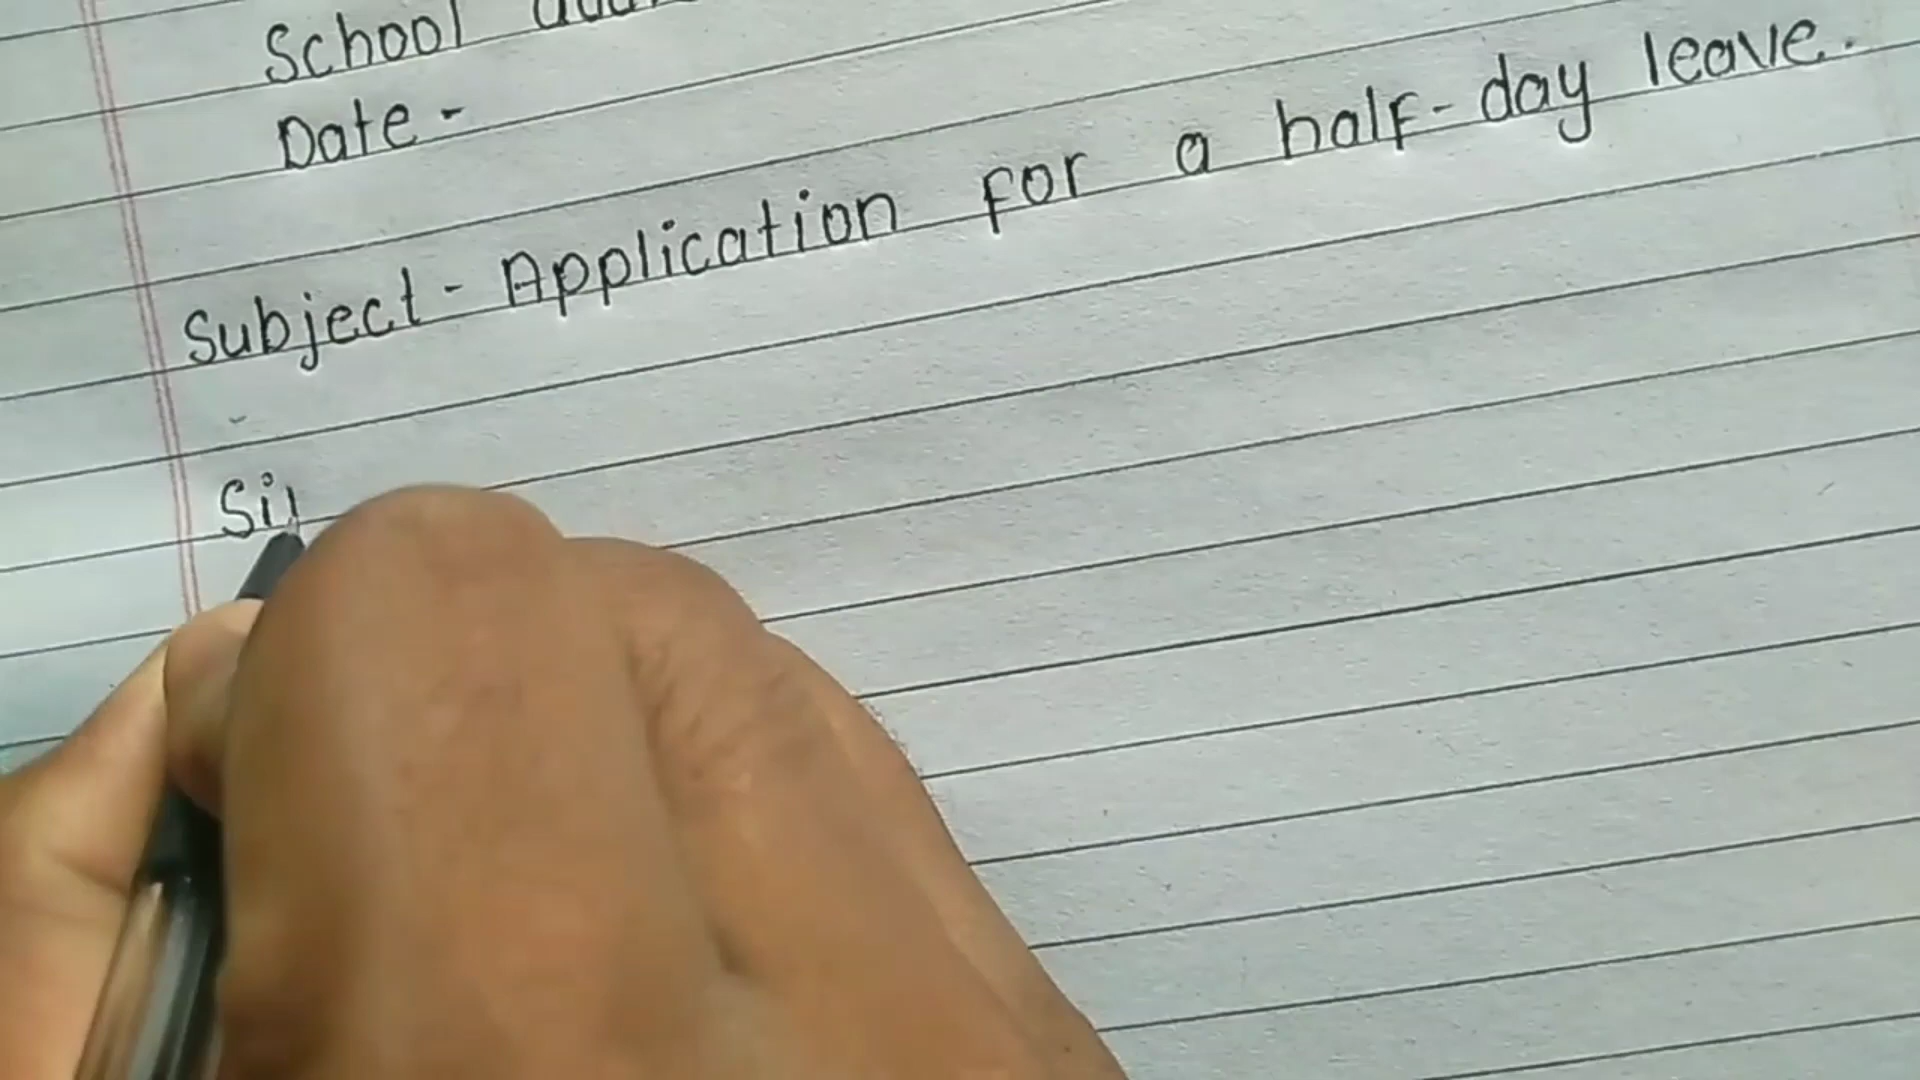 School
Date-
Subject- Application for a half-day leave.
Si